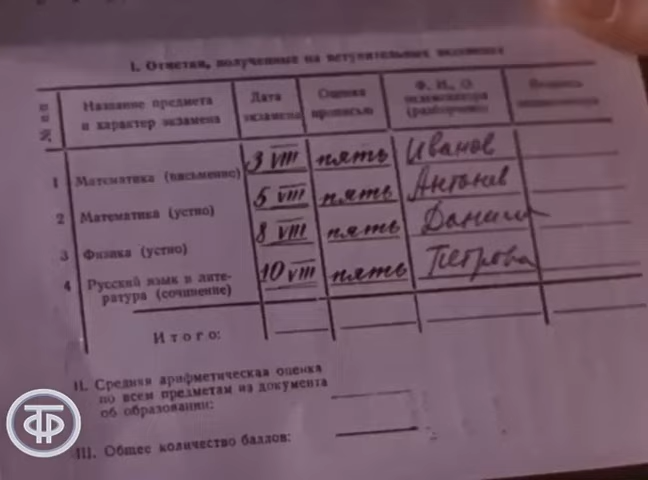 I. Отметки, полученные на вступительных экзаменах
№ п/п
Название предмета и характер экзамена
Дата экзамена
Оценка прописью
Ф. И. О. экзаменатора (разборчиво)
1 Математика (письменно) 3 VIII пять Иванов
2 Математика (устно) 5 VIII пять Антонов
3 Физика (устно) 8 VIII пять Данил
4 Русский язык и лите-
ратура (сочинение) 10 VIII пять Петрова
Итого:
II. Средняя арифметическая оценка
по всем предметам из документа
об образовании:
III. Общее количество баллов: